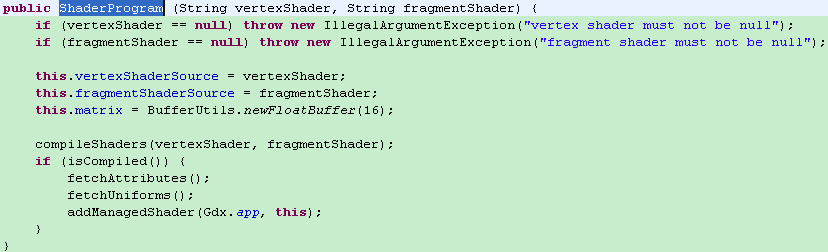 public ShaderProgram (String vertexShader, String fragmentShader) {
if (vertexShader == null) throw new IllegalArgumentException("vertex shader must not be null");
if (fragmentShader == null) throw new IllegalArgumentException("fragment shader must not be null");
this.vertexShaderSource = vertexShader;
this.fragmentShaderSource = fragmentShader;
this.matrix = BufferUtils.newFloatBuffer(16);
compileShaders(vertexShader, fragmentShader);
if (isCompiled()) {
fetchAttributes();
fetchUniforms();
addManagedShader(Gdx.app, this);
}
}